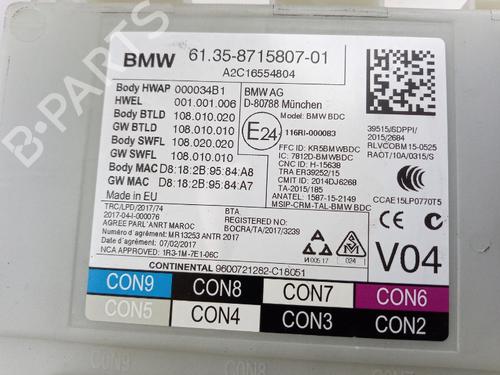 BMW 61.35-8715807-01
A2C16554804
Body HWAP 000034B1
HWEL 001.001.006
Body BTLD 108.010.020
GW BTLD 108.010.010
Body SWFL 108.020.020
GW SWFL 108.010.010
Body MAC D8:18:2B:95:84:A8
GW MAC D8:18:2B:95:84:A7
Made in EU
BMW AG
D-80788 München
Model: BMW BDC
E24 116RI-000083
FCC ID: KR5BMWBDC
IC: 7812D-BMWBDC
CNC ID: H-15638
TRA ER39252/15
CMIIT ID: 2014DJ6268
TA-2015/185
Anatel: 1587-15-2149
MSIP-CRM-TAL-BMW BDC
39515/SDPPI/
2015/2684
RLVCOBM15-0525
RAOT/10A/0315/S
CCAE15LP0770T5
TRC/LPD/2017/74
2017-04-I-000076
AGREE PAR L'ANRT MAROC
Numéro d'agrément: MR13253 ANTR 2017
Date d'agrément: 07/02/2017
NCA APPROVED: 1R3-1M-7E1-06C
BTA
REGISTERED NO:
BOCRA/TA/2017/3239
024
V04
CONTINENTAL 9600721282-C18051
CON9 CON8 CON7 CON6
CON5 CON4 CON3 CON2
B-PARTS